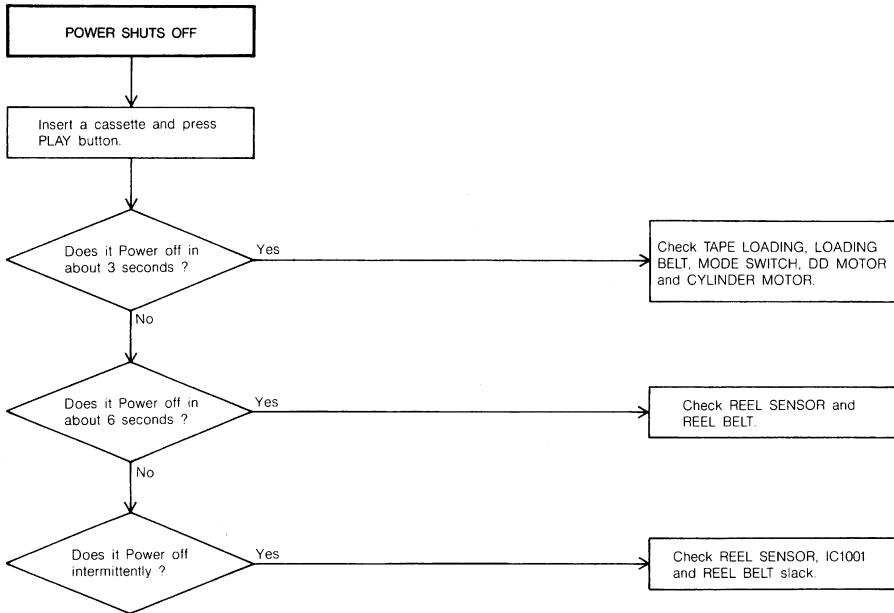 POWER SHUTS OFF
Insert a cassette and press
PLAY button.
Does it Power off in
about 3 seconds ?
Yes
Check TAPE LOADING, LOADING
BELT, MODE SWITCH, DD MOTOR
and CYLINDER MOTOR.
No
Does it Power off in
about 6 seconds ?
Yes
Check REEL SENSOR and
REEL BELT.
No
Does it Power off
intermittently ?
Yes
Check REEL SENSOR, IC1001
and REEL BELT slack.